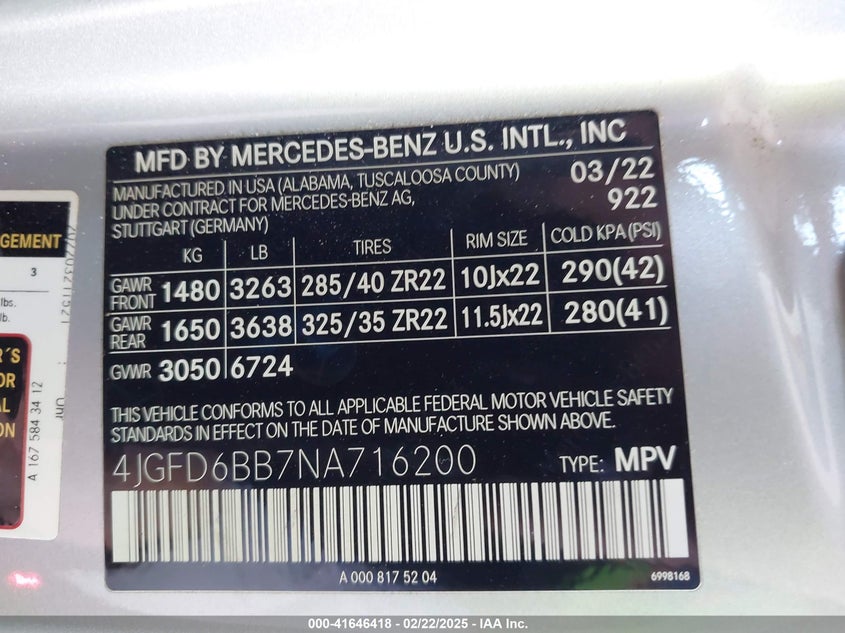 MFD BY MERCEDES-BENZ U.S. INTL., INC
MANUFACTURED IN USA (ALABAMA, TUSCALOOSA COUNTY) 03/22
UNDER CONTRACT FOR MERCEDES-BENZ AG, 922
STUTTGART (GERMANY)
KG LB TIRES RIM SIZE COLD KPA(PSI)
GAWR FRONT 1480 3263 285/40 ZR22 10Jx22 290(42)
GAWR REAR 1650 3638 325/35 ZR22 11.5Jx22 280(41)
GVWR 3050 6724
THIS VEHICLE CONFORMS TO ALL APPLICABLE FEDERAL MOTOR VEHICLE SAFETY
STANDARDS IN EFFECT ON THE DATE OF MANUFACTURE SHOWN ABOVE.
4JGFD6BB7NA716200 TYPE: MPV
A 000 817 52 04 6998168
GEMENT
3
lbs.
lb.
A 167 584 34 12
000-41646418 - 02/22/2025 - IAA Inc.